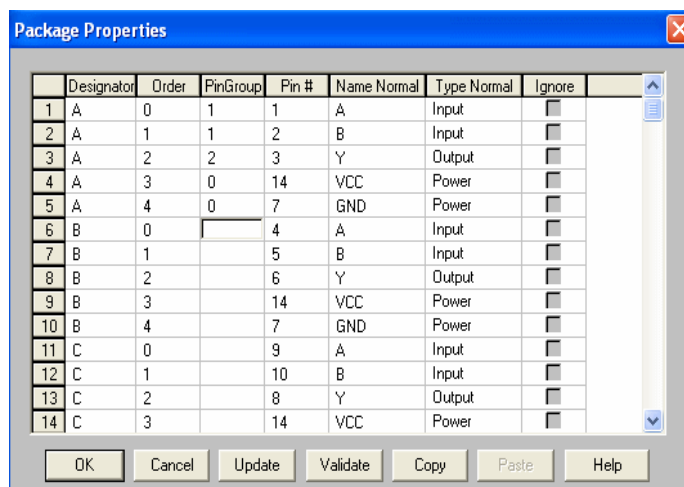 Package Properties
Designator Order PinGroup Pin # Name Normal Type Normal Ignore
1 A 0 1 1 A Input
2 A 1 1 2 B Input
3 A 2 2 3 Y Output
4 A 3 0 14 VCC Power
5 A 4 0 7 GND Power
6 B 0 4 A Input
7 B 1 5 B Input
8 B 2 6 Y Output
9 B 3 14 VCC Power
10 B 4 7 GND Power
11 C 0 9 A Input
12 C 1 10 B Input
13 C 2 8 Y Output
14 C 3 14 VCC Power
OK Cancel Update Validate Copy Paste Help